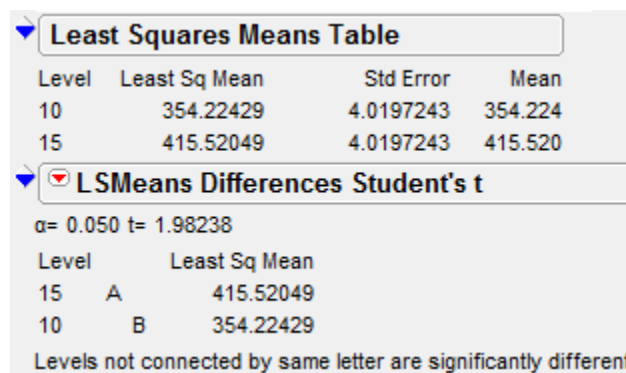 Least Squares Means Table
Level Least Sq Mean Std Error Mean
10 354.22429 4.0197243 354.224
15 415.52049 4.0197243 415.520
LSMeans Differences Student's t
α= 0.050 t= 1.98238
Level Least Sq Mean
15 A 415.52049
10 B 354.22429
Levels not connected by same letter are significantly different